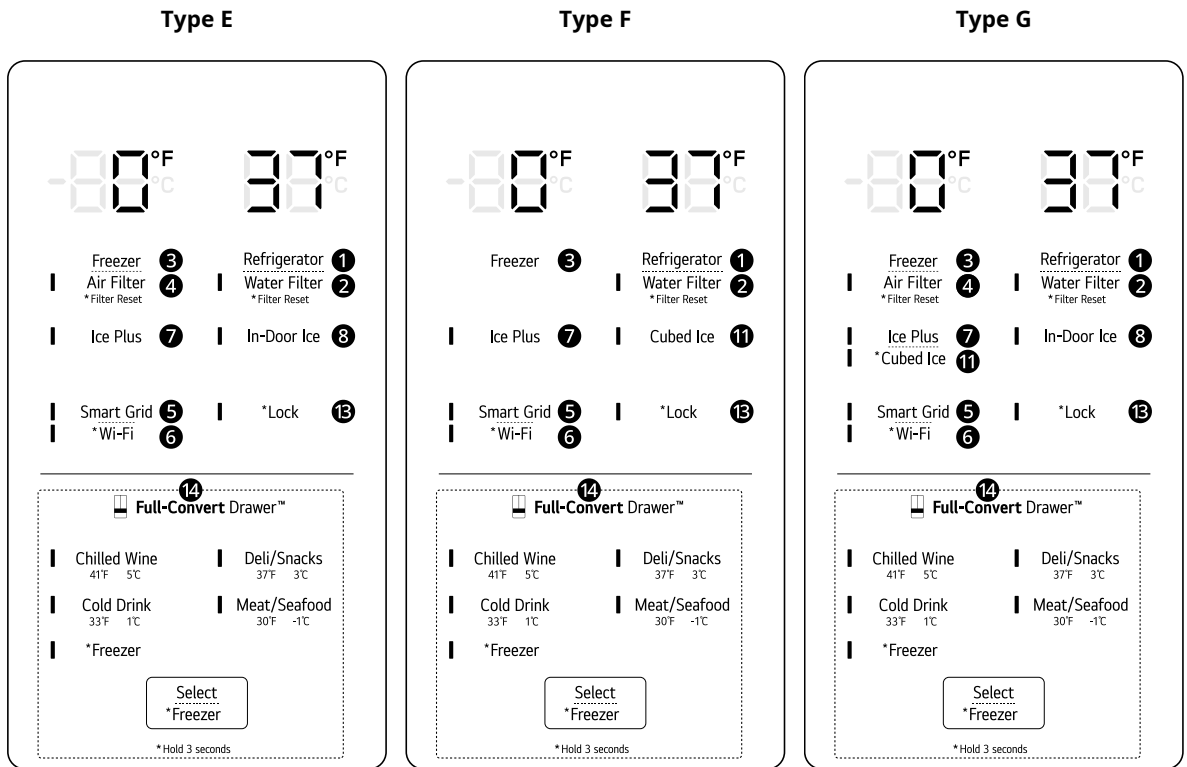 Type E
°F
°C
0
°F
°C
37
Freezer 3
Refrigerator 1
Air Filter 4
Water Filter 2
*Filter Reset
*Filter Reset
Ice Plus 7
In-Door Ice 8
Smart Grid 5
*Lock 13
*Wi-Fi 6
14
Full-Convert Drawer™
Chilled Wine
41°F 5°C
Deli/Snacks
37°F 3°C
Cold Drink
33°F 1°C
Meat/Seafood
30°F -1°C
*Freezer
Select
*Freezer
*Hold 3 seconds
Type F
0
°F
°C
37
°F
°C
Freezer 3
Refrigerator 1
Water Filter 2
*Filter Reset
Ice Plus 7
Cubed Ice 11
Smart Grid 5
*Lock 13
*Wi-Fi 6
14
Full-Convert Drawer™
Chilled Wine
41°F 5°C
Deli/Snacks
37°F 3°C
Cold Drink
33°F 1°C
Meat/Seafood
30°F -1°C
*Freezer
Select
*Freezer
*Hold 3 seconds
Type G
0
°F
°C
37
°F
°C
Freezer 3
Refrigerator 1
Air Filter 4
Water Filter 2
*Filter Reset
*Filter Reset
Ice Plus 7
In-Door Ice 8
*Cubed Ice 11
Smart Grid 5
*Lock 13
*Wi-Fi 6
14
Full-Convert Drawer™
Chilled Wine
41°F 5°C
Deli/Snacks
37°F 3°C
Cold Drink
33°F 1°C
Meat/Seafood
30°F -1°C
*Freezer
Select
*Freezer
*Hold 3 seconds